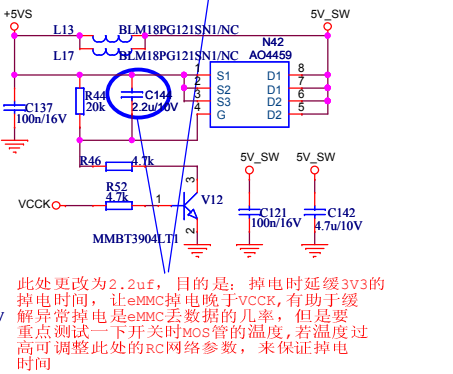 +5VS
5V_SW
L13
BLM18PG121SN1/NC
L17
BLM18PG121SN1/NC
N42
AO4459
1
S1
D1
8
2
S2
D1
7
3
S3
D2
6
4
G
D2
5
C137
100n/16V
R44
20k
C144
2.2u/10V
R46
4.7k
R52
4.7k
VCCK
1
3
2
V12
MMBT3904LT1
5V_SW
5V_SW
C121
100n/16V
C142
4.7u/10V
此处更改为2.2uf，目的是：掉电时延缓3V3的
掉电时间，让eMMC掉电晚于VCCK,有助于缓
解异常掉电是eMMC丢数据的几率，但是要
重点测试一下开关时MOS管的温度,若温度过
高可调整此处的RC网络参数，来保证掉电
时间